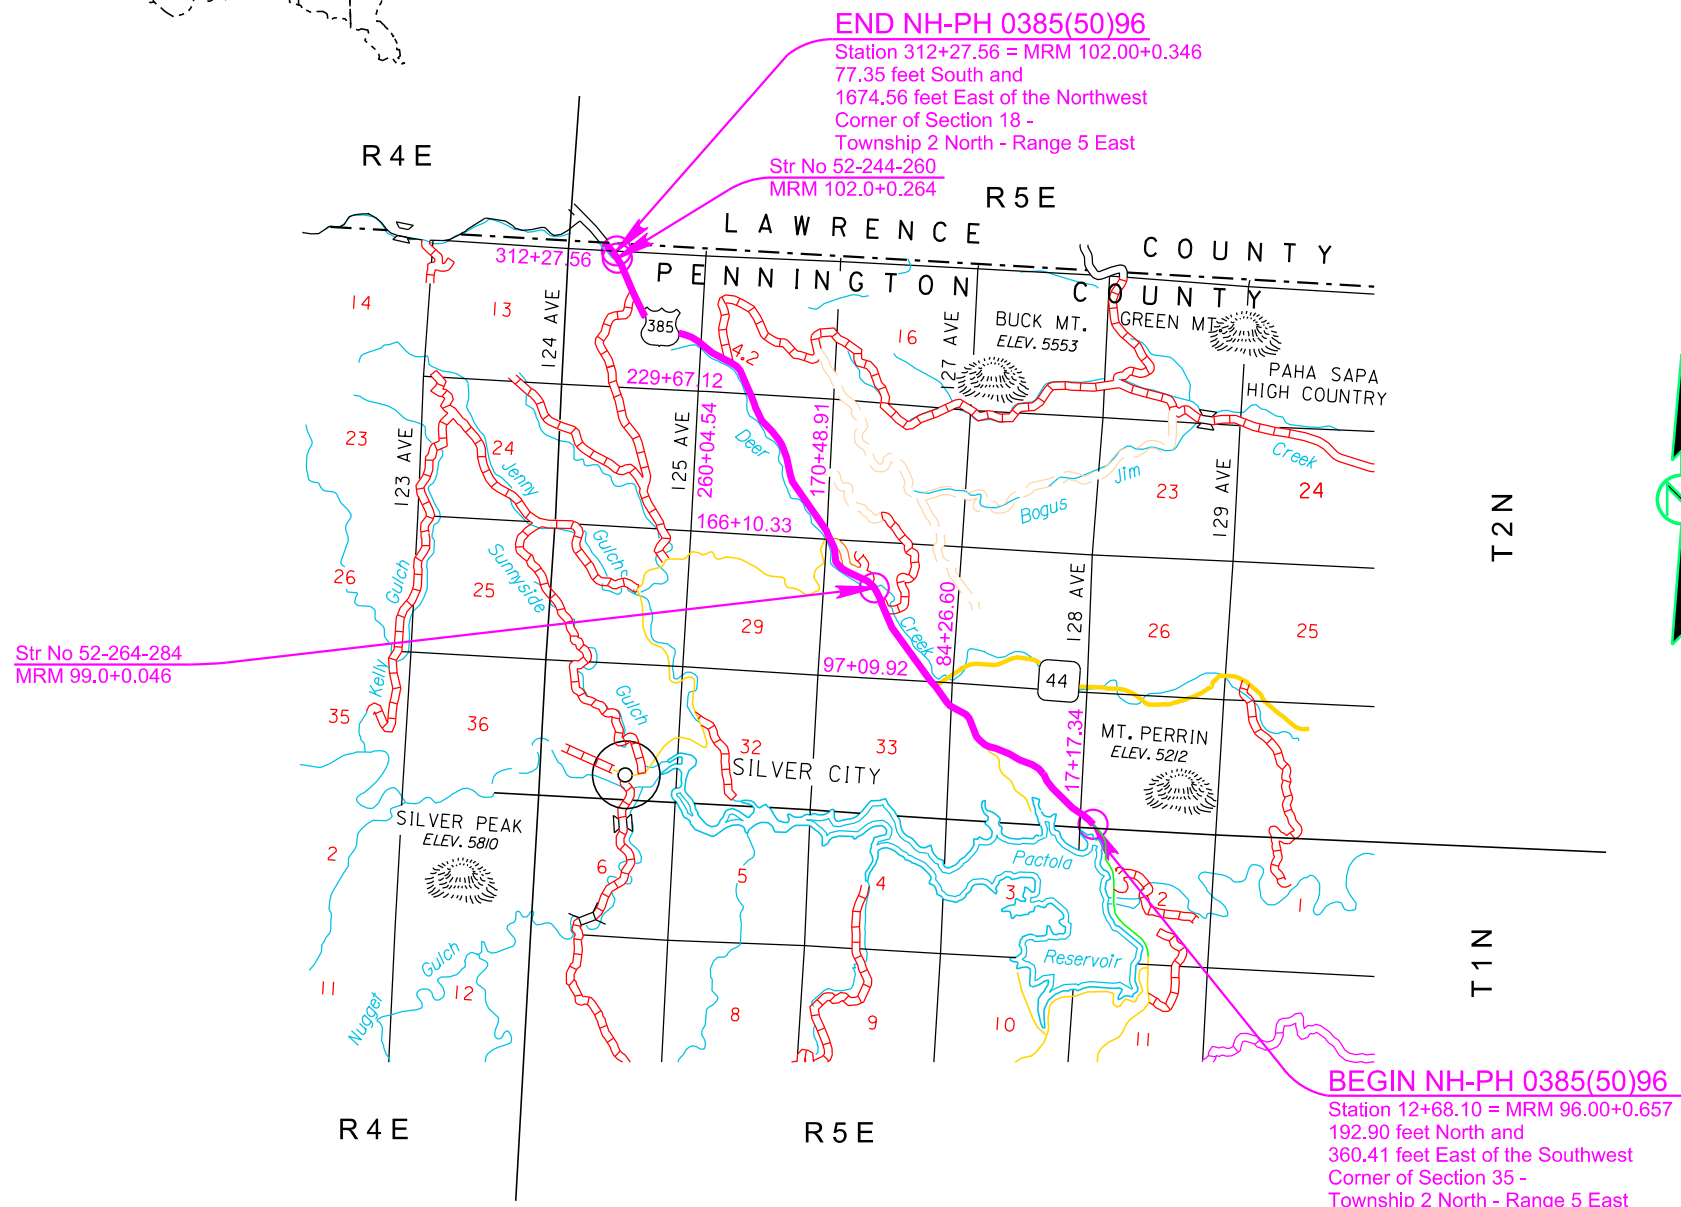 END NH-PH 0385(50)96
Station 312+27.56 = MRM 102.00+0.346
77.35 feet South and
1674.56 feet East of the Northwest
Corner of Section 18 -
Township 2 North - Range 5 East
Str No 52-244-260
MRM 102.0+0.264
R 4 E
R 5 E
LAWRENCE COUNTY
PENNINGTON COUNTY
312+27.56
14
13
124 AVE
385
4.2
16
127 AVE
BUCK MT.
ELEV. 5553
GREEN MT.
PAHA SAPA
HIGH COUNTRY
229+67.12
260+04.54
170+48.91
125 AVE
Deer
23
123 AVE
24
Jenny
Creek
Jim
Bogus
23
129 AVE
24
T 2 N
166+10.33
Gulch
Sunnyside
Gulch
26
25
128 AVE
84+26.60
29
Creek
26
25
Str No 52-264-284
MRM 99.0+0.046
Kelly
97+09.92
44
35
36
Gulch
32
33
17+17.34
MT. PERRIN
ELEV. 5212
SILVER CITY
SILVER PEAK
ELEV. 5810
2
6
5
4
Pactola
3
2
1
Gulch
Reservoir
T 1 N
11
12
Nugget
8
9
10
11
BEGIN NH-PH 0385(50)96
Station 12+68.10 = MRM 96.00+0.657
192.90 feet North and
360.41 feet East of the Southwest
Corner of Section 35 -
Township 2 North - Range 5 East
R 4 E
R 5 E